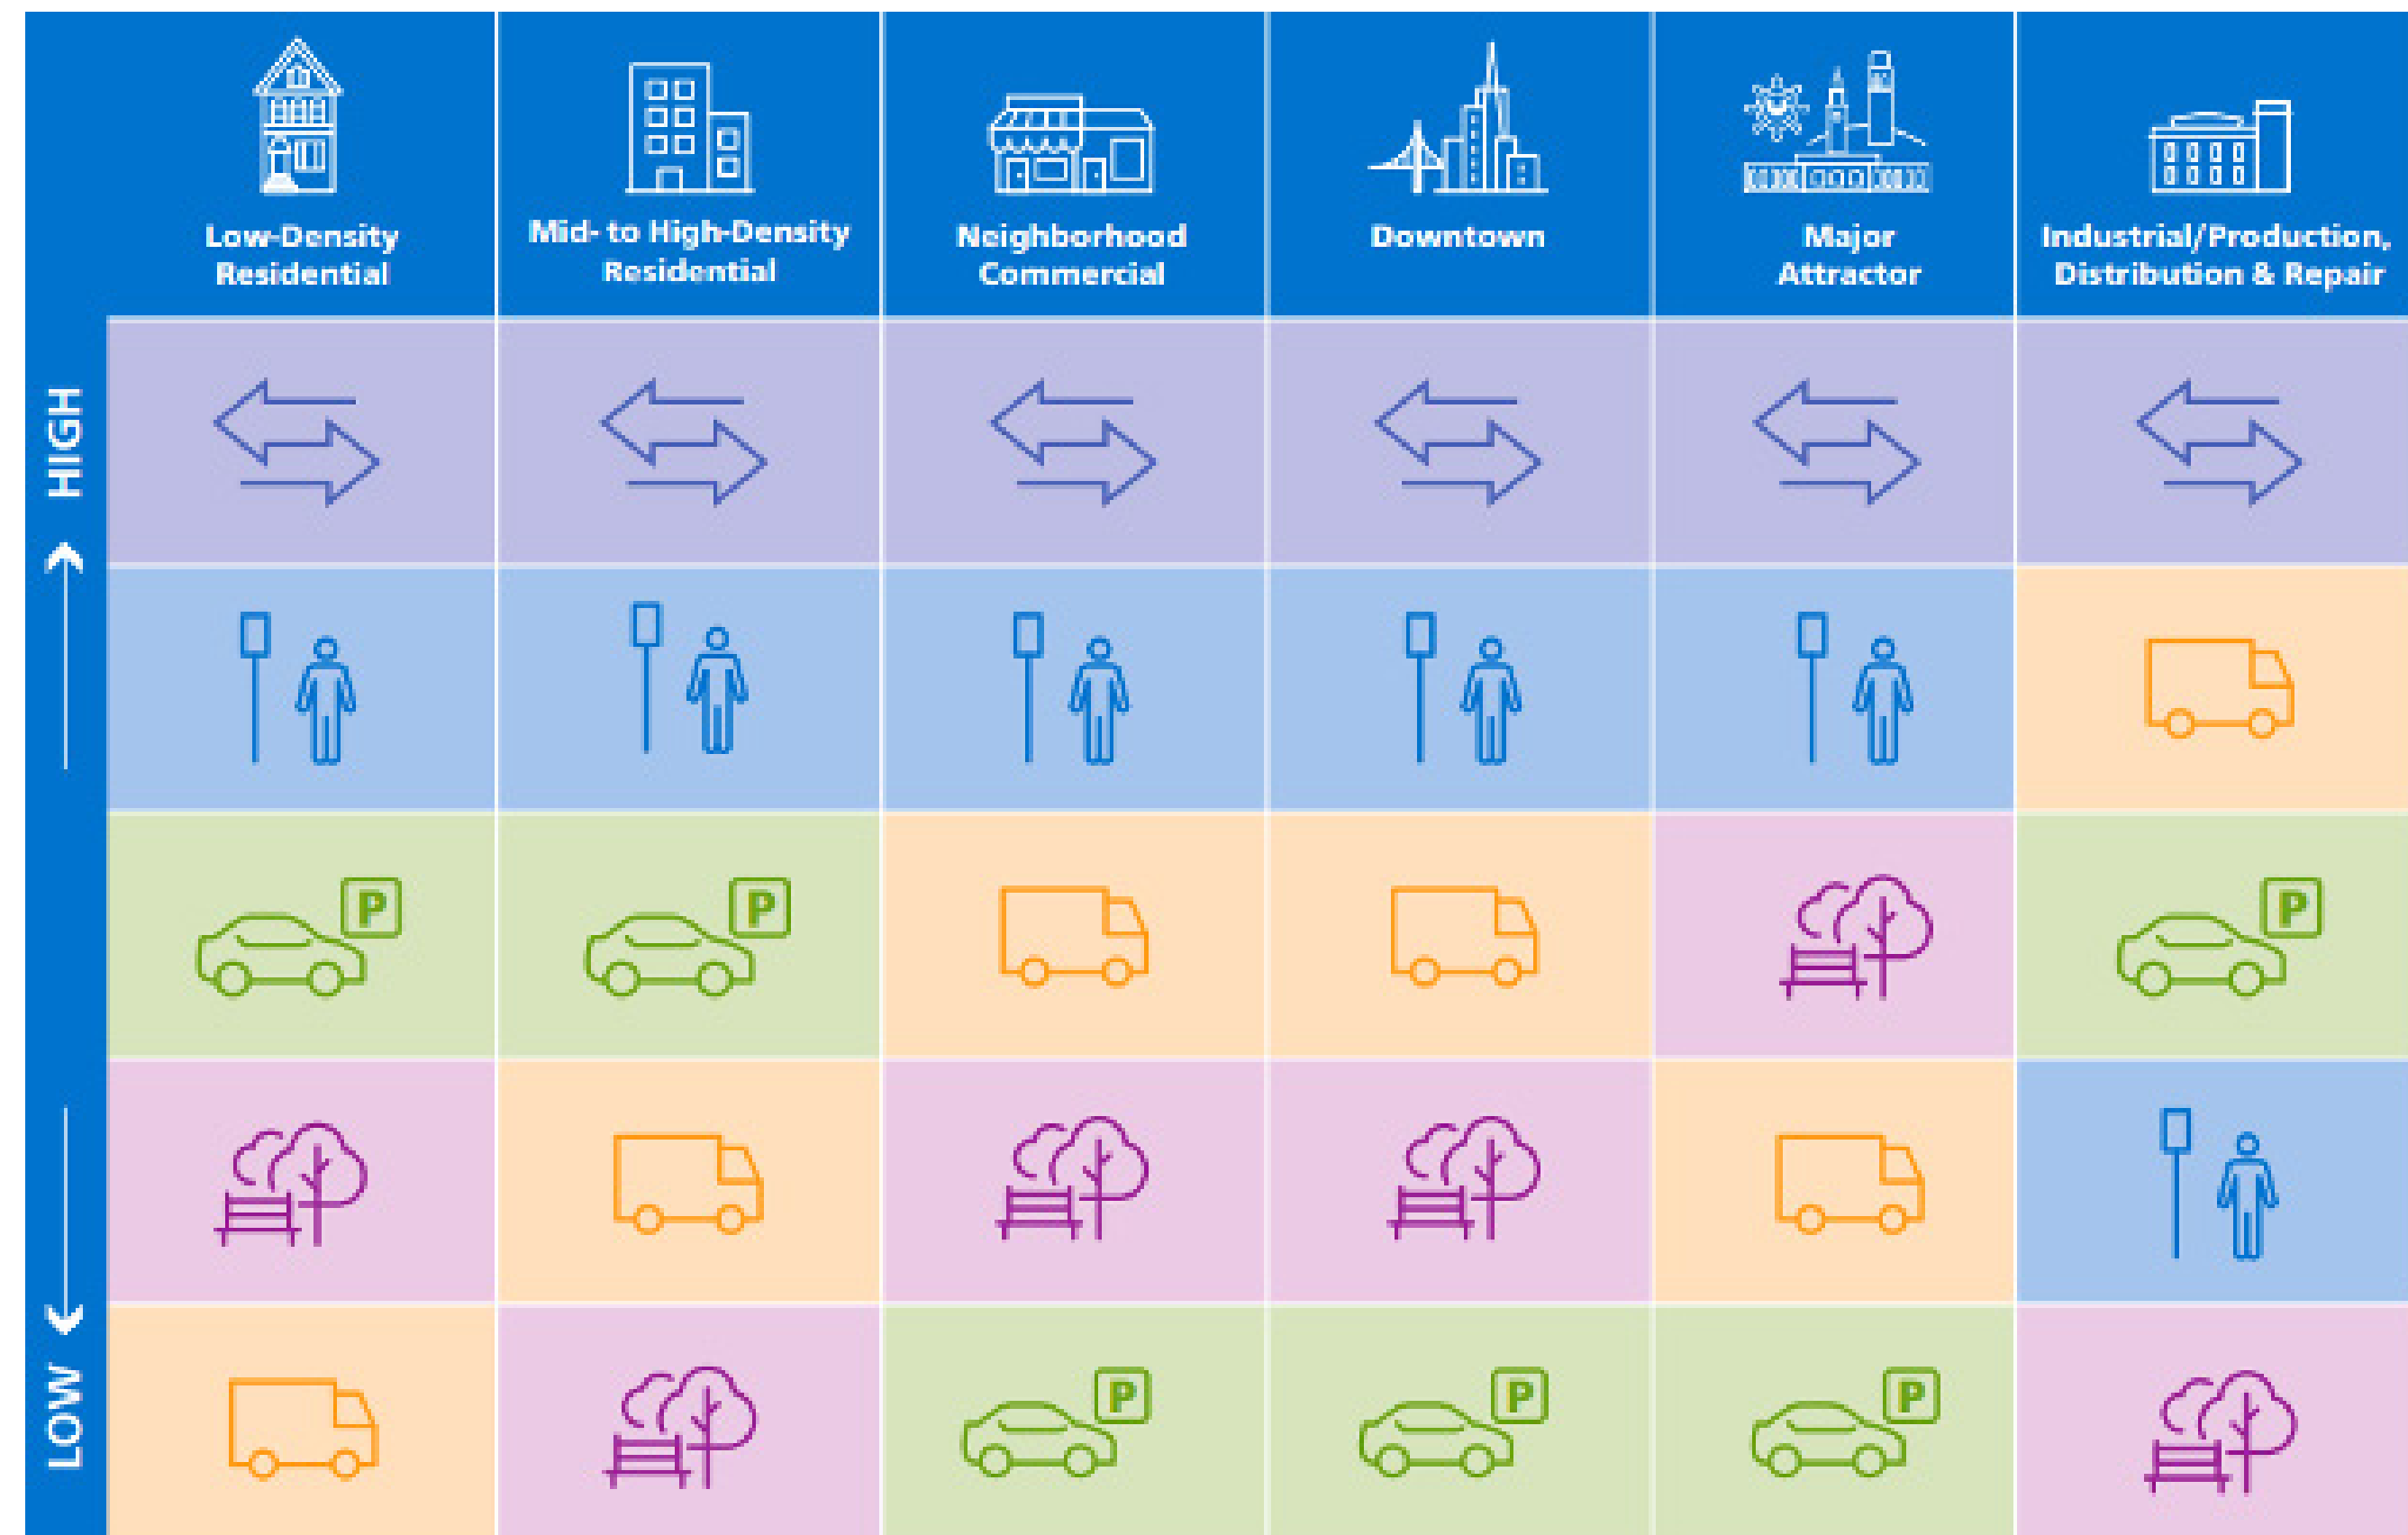 Low-Density
Residential
Mid- to High-Density
Residential
Neighborhood
Commercial
Downtown
Major
Attractor
Industrial/Production,
Distribution & Repair
HIGH
P
P
P
LOW
P
P
P